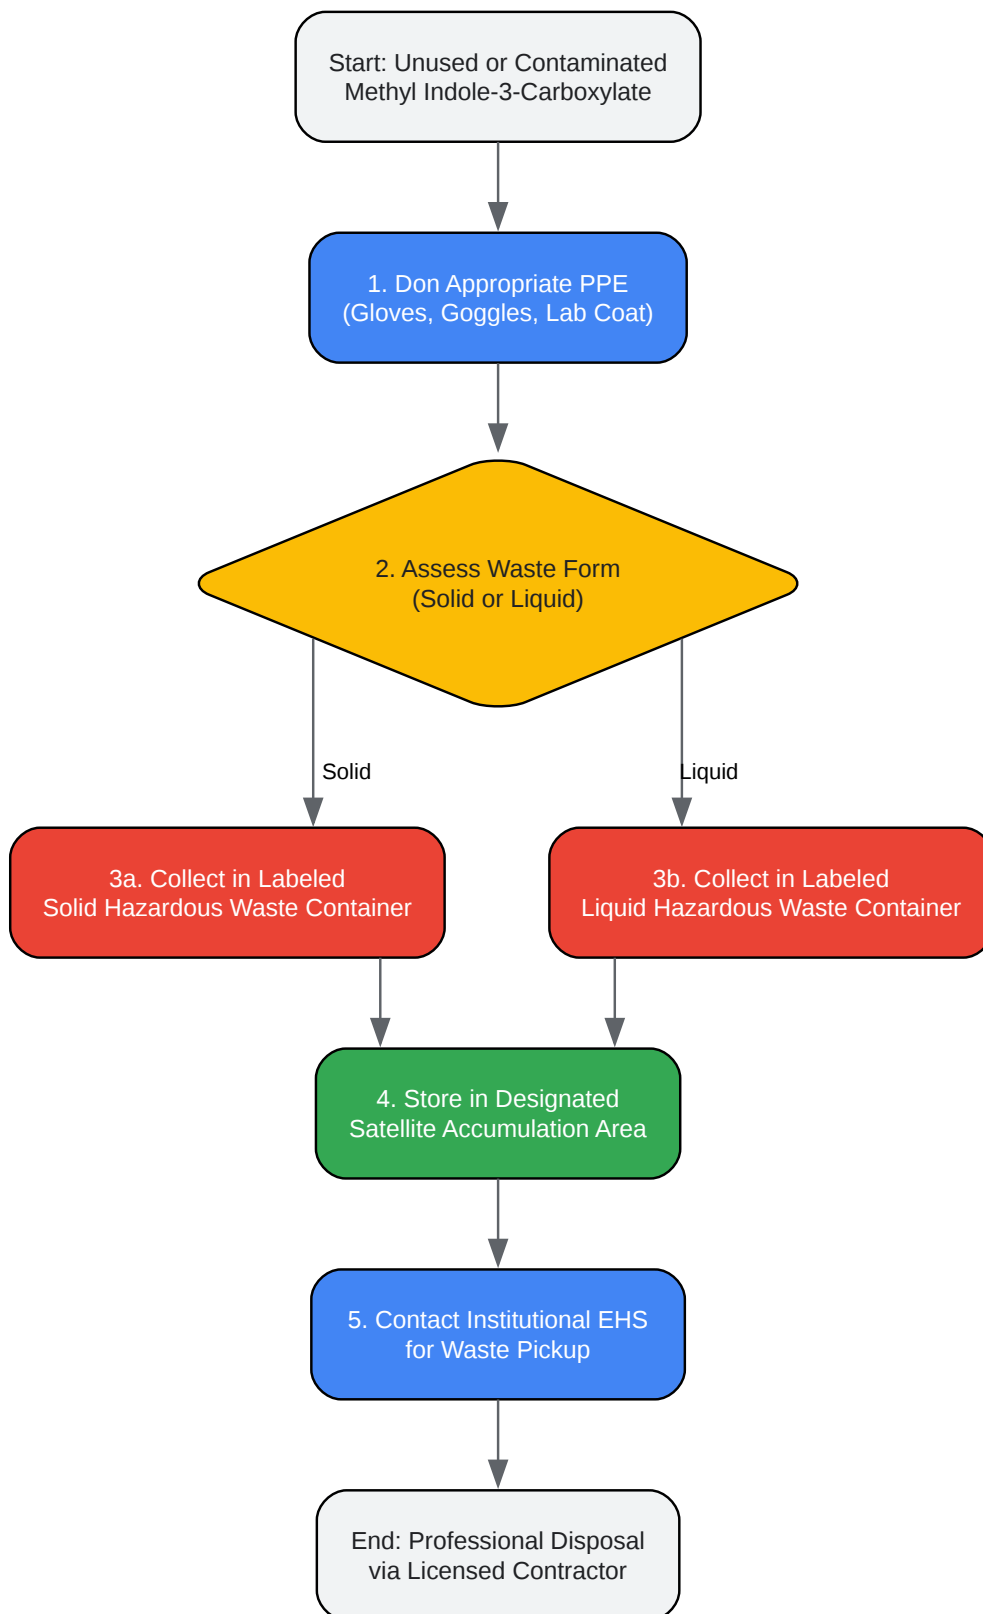 Start: Unused or Contaminated
Methyl Indole-3-Carboxylate
1. Don Appropriate PPE
(Gloves, Goggles, Lab Coat)
2. Assess Waste Form
(Solid or Liquid)
Solid
Liquid
3a. Collect in Labeled
Solid Hazardous Waste Container
3b. Collect in Labeled
Liquid Hazardous Waste Container
4. Store in Designated
Satellite Accumulation Area
5. Contact Institutional EHS
for Waste Pickup
End: Professional Disposal
via Licensed Contractor